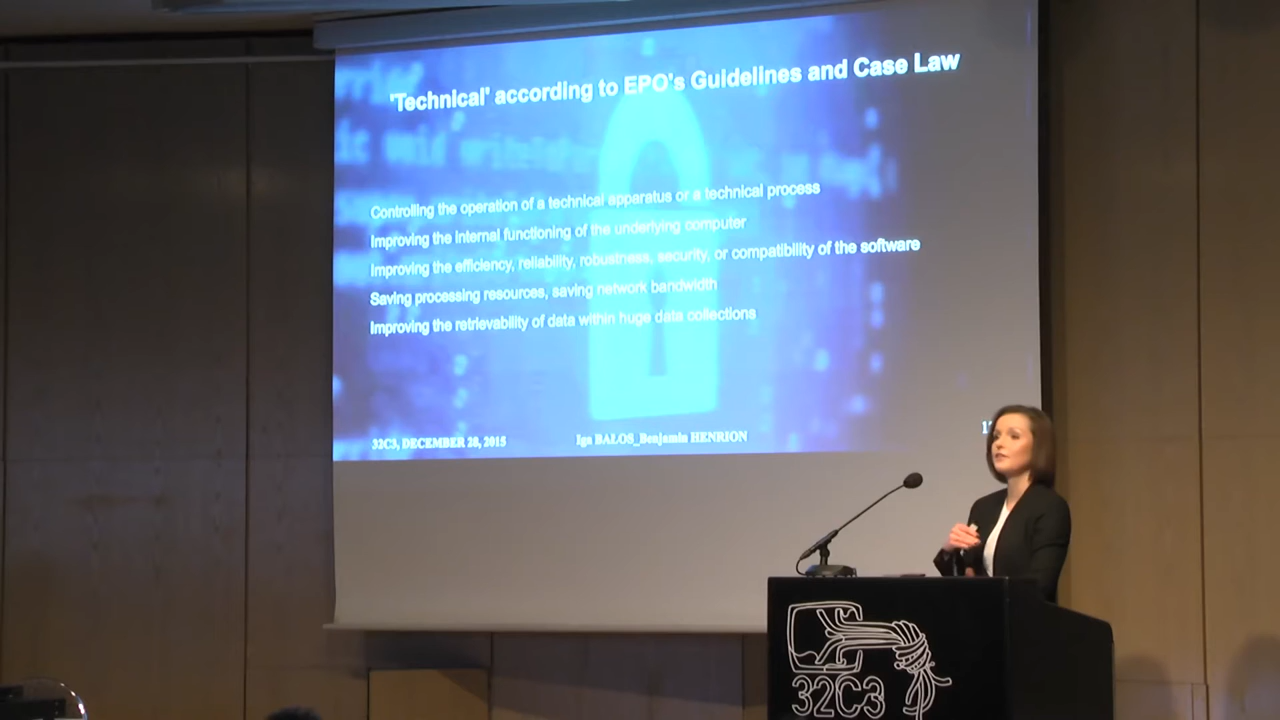 'Technical' according to EPO's Guidelines and Case Law
Controlling the operation of a technical apparatus or a technical process
Improving the internal functioning of the underlying computer
Improving the efficiency, reliability, robustness, security, or compatibility of the software
Saving processing resources, saving network bandwidth
Improving the retrievability of data within huge data collections
32C3, DECEMBER 28, 2015
Iga BAŁOS_Benjamin HENRION
32C3